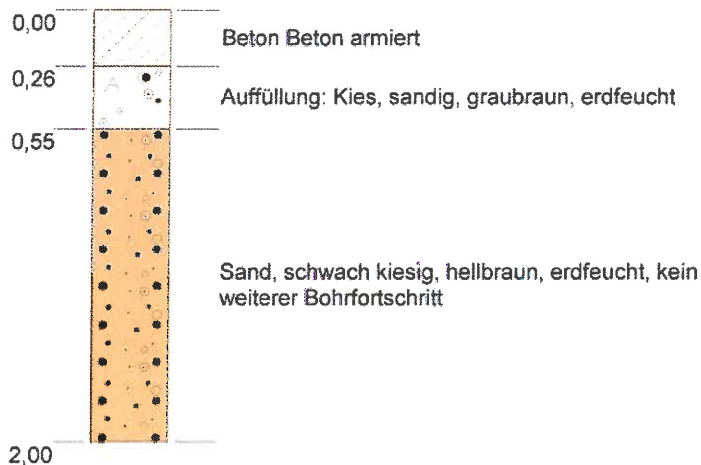 0,00
Beton Beton armiert
0,26
A
Auffüllung: Kies, sandig, graubraun, erdfeucht
0,55
Sand, schwach kiesig, hellbraun, erdfeucht, kein
weiterer Bohrfortschritt
2,00